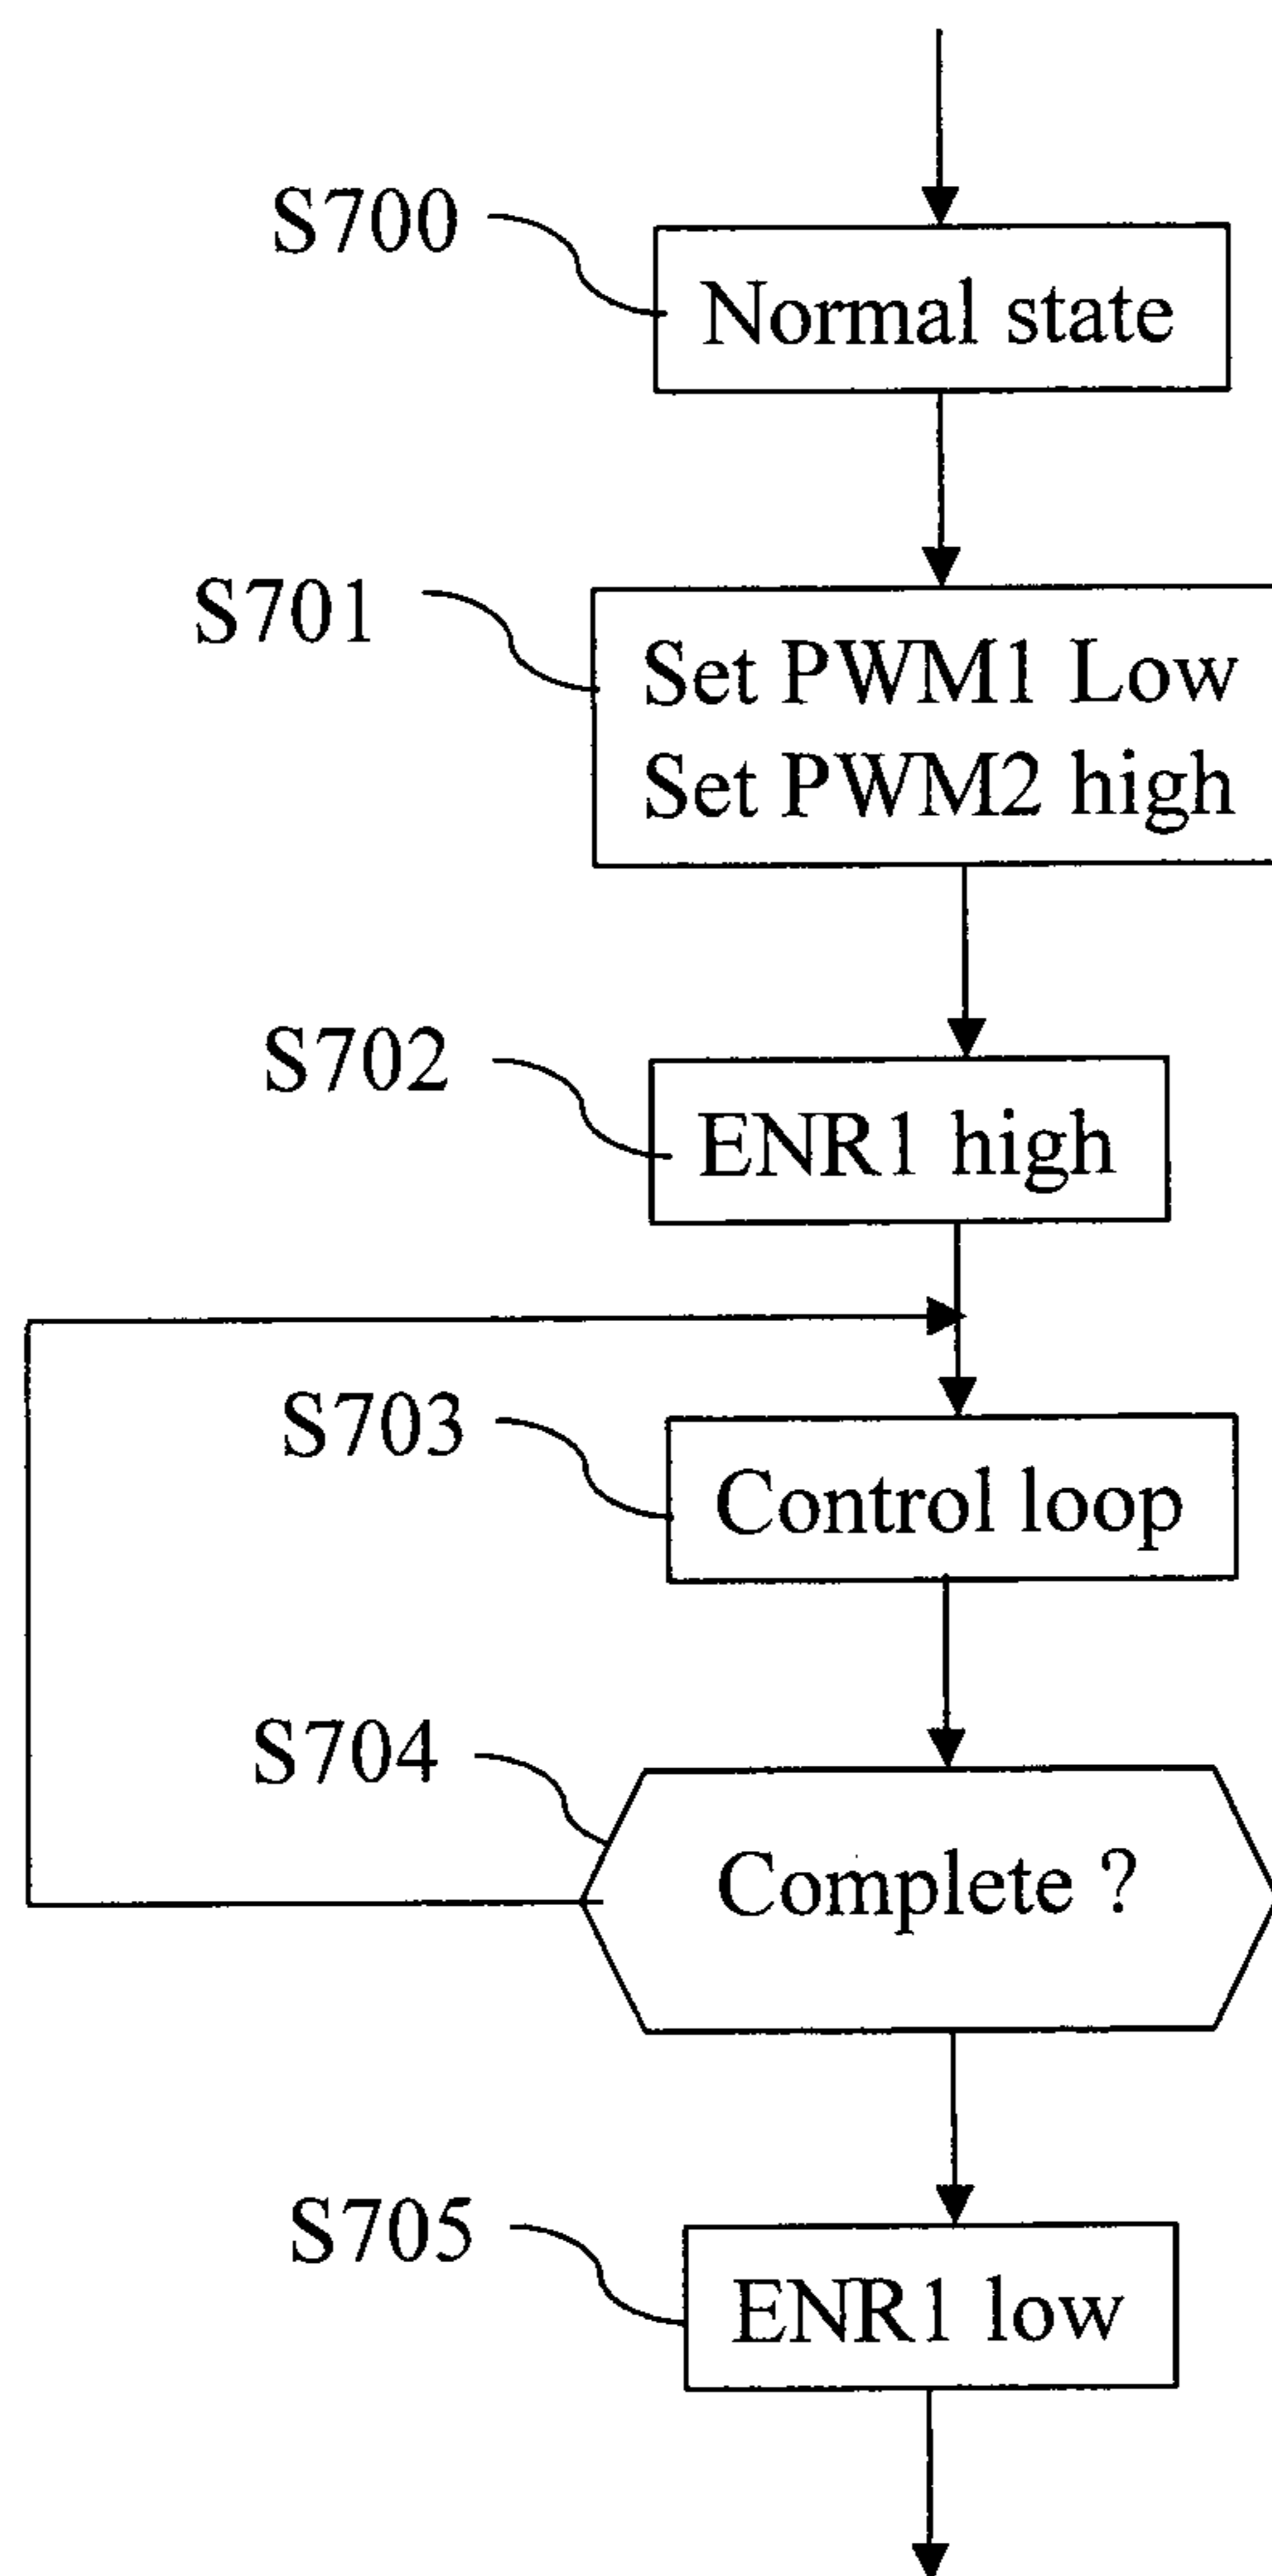 S700
Normal state
S701
Set PWM1 Low
Set PWM2 high
S702
ENR1 high
S703
Control loop
S704
Complete ?
S705
ENR1 low